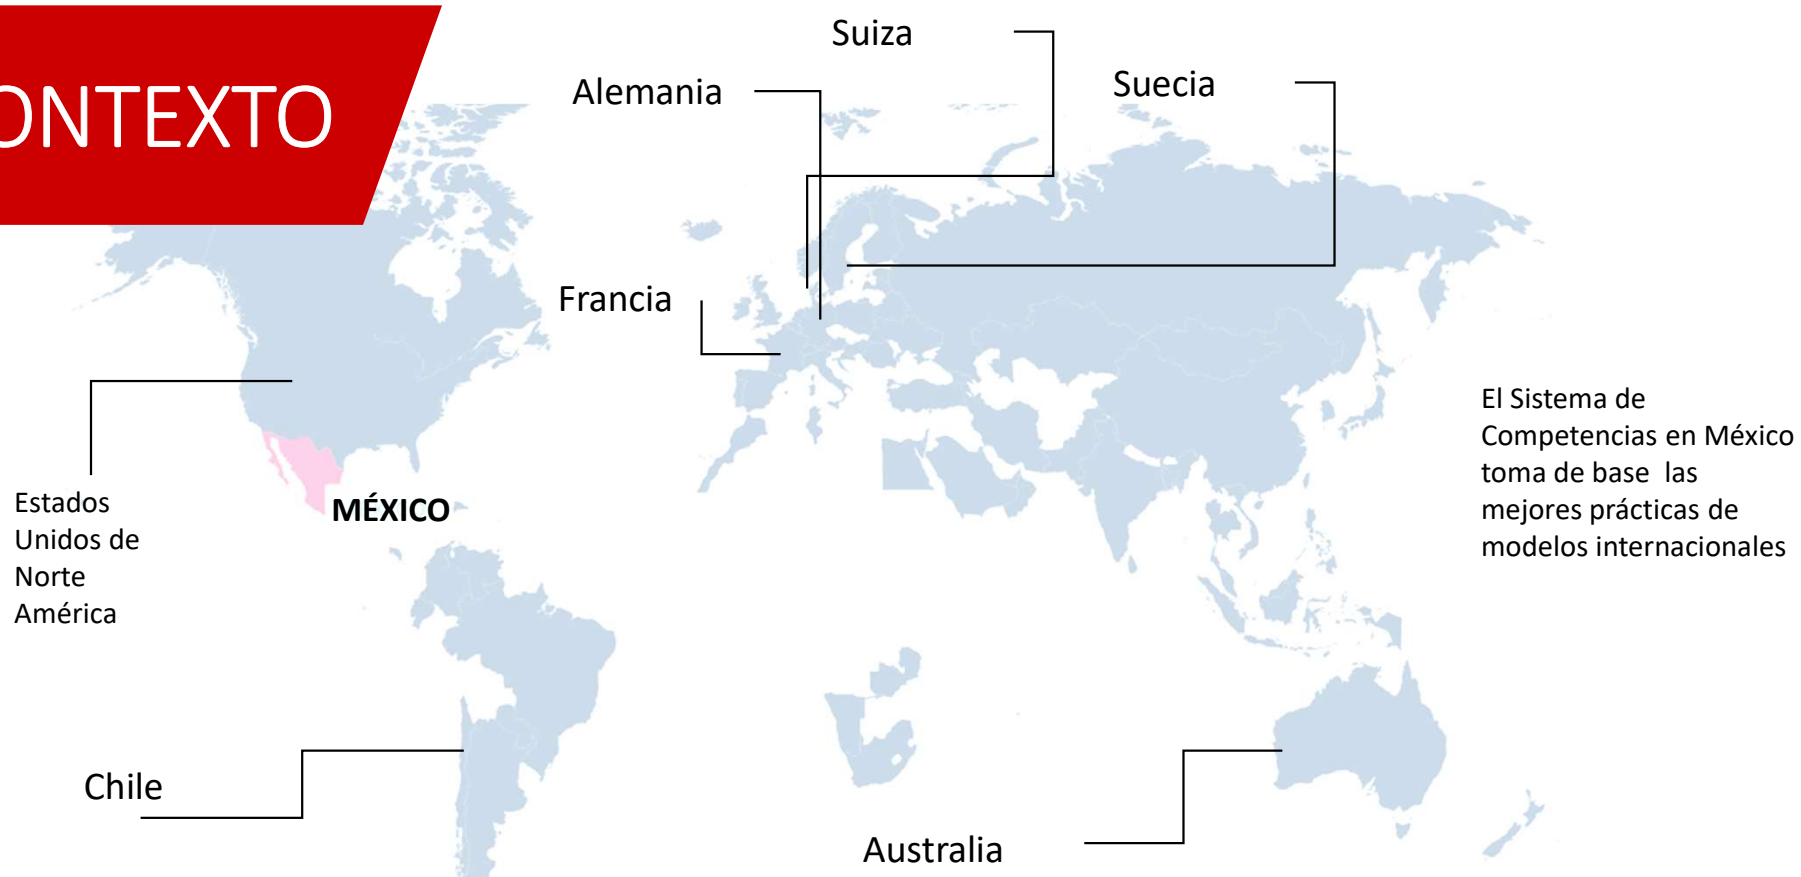 ONTEXTO
Suiza
Alemania
Suecia
Francia
Estados
Unidos de
Norte
América
MÉXICO
El Sistema de
Competencias en México
toma de base  las
mejores prácticas de
modelos internacionales
Chile
Australia